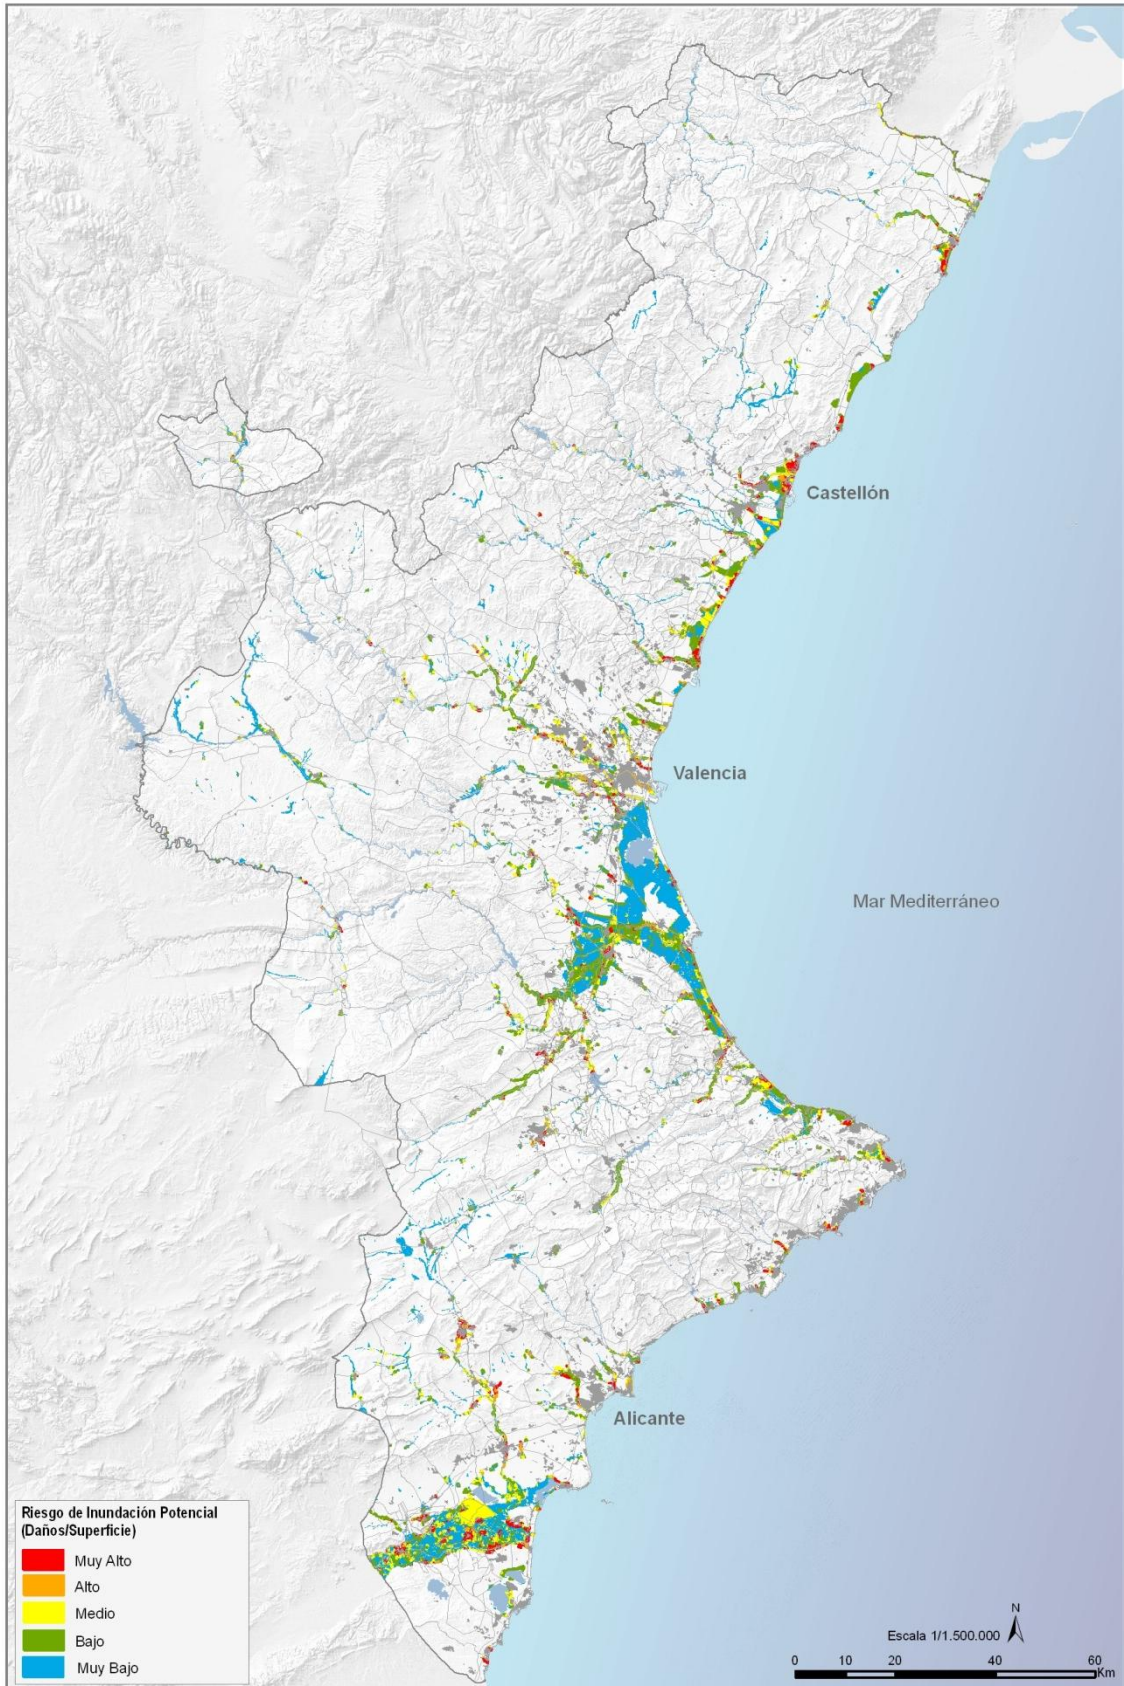 Castellón
Valencia
Mar Mediterráneo
Alicante
Riesgo de Inundación Potencial
(Daños/Superficie)
Muy Alto
Alto
Medio
Bajo
Muy Bajo
N
Escala 1/1.500.000
0 10 20 40 60
Km